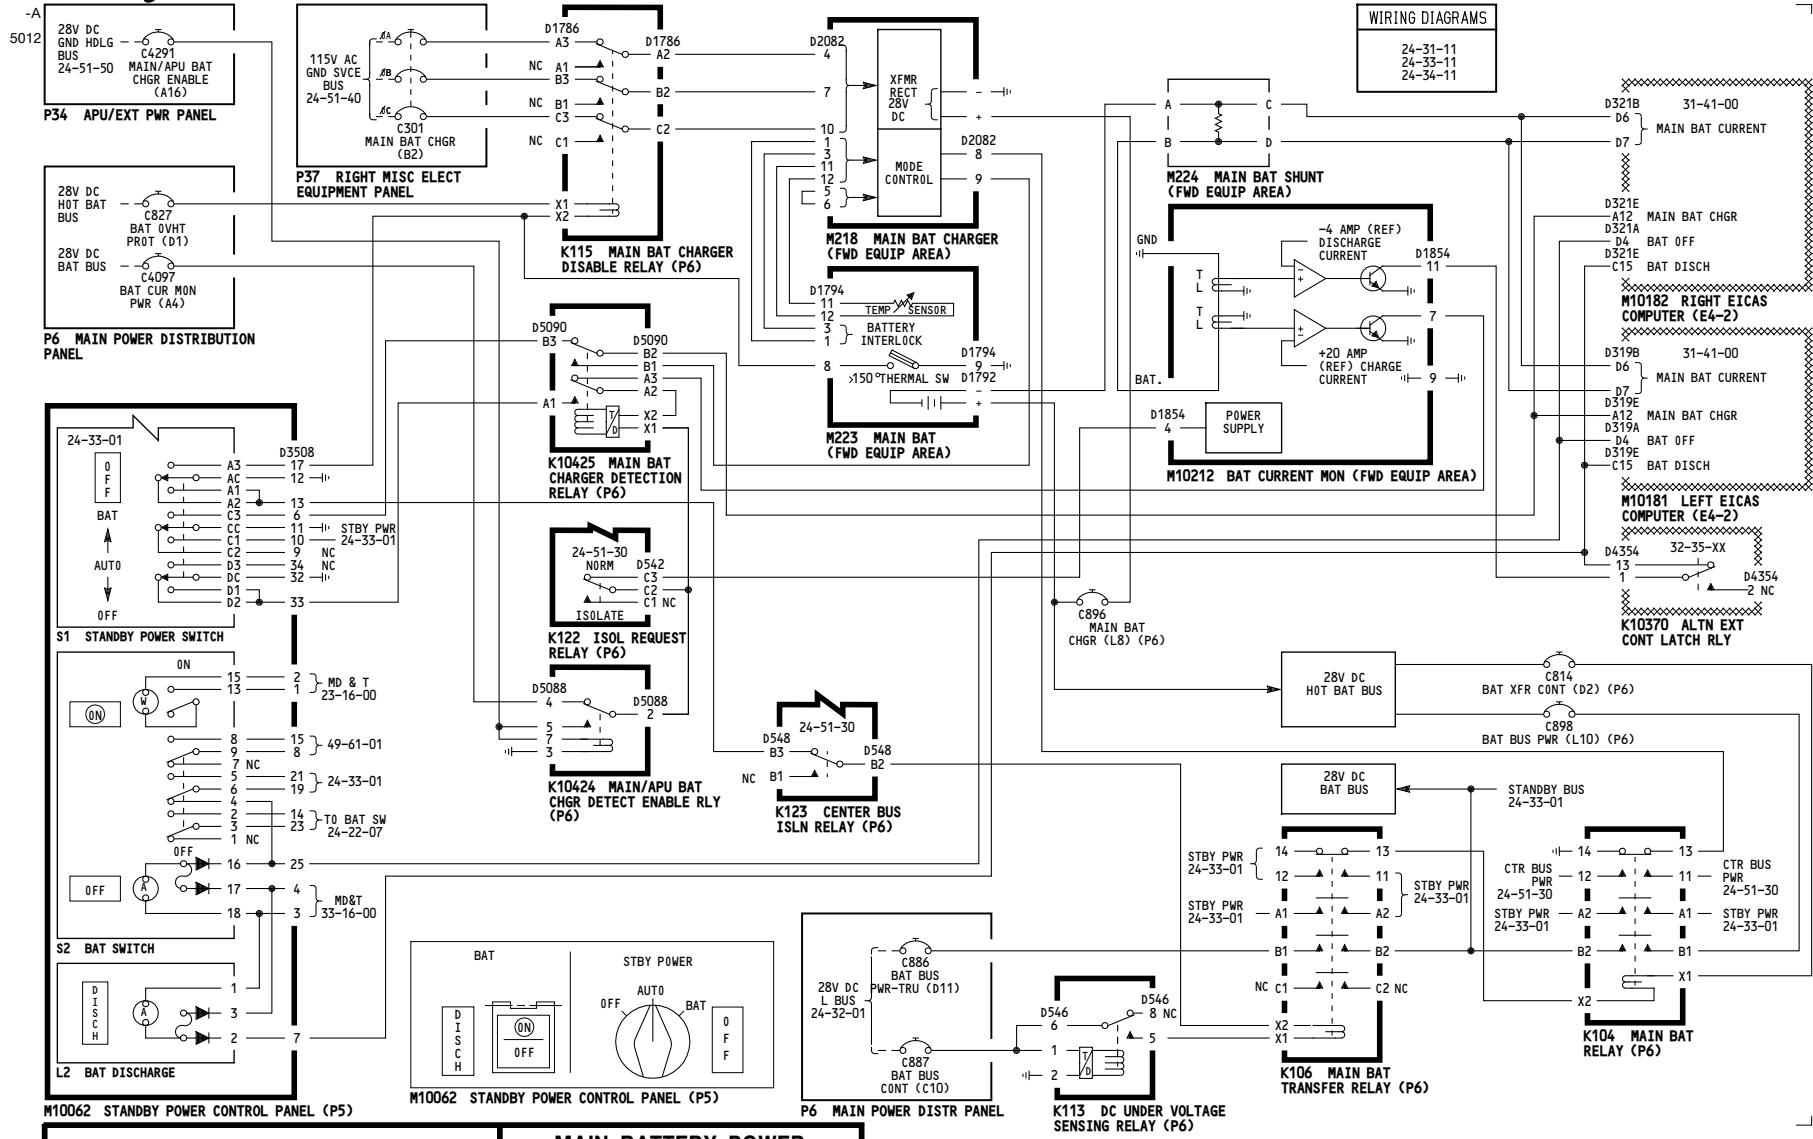 -A
5012
28V DC
GND HDLG
BUS
24-51-50
C4291
MAIN/APU BAT
CHGR ENABLE
(A16)
P34 APU/EXT PWR PANEL
115V AC
GND SVCE
BUS
24-51-40
ØA
ØB
ØC
C301
MAIN BAT CHGR
(B2)
P37 RIGHT MISC ELECT
EQUIPMENT PANEL
D1786
A3
NC A1
B3
NC B1
C3
NC C1
X1
X2
D1786
A2
B2
C2
K115 MAIN BAT CHARGER
DISABLE RELAY (P6)
D2082
4
7
10
1
3
11
12
5
6
XFMR
RECT
28V
DC
-
+
MODE
CONTROL
D2082
8
9
M218 MAIN BAT CHARGER
(FWD EQUIP AREA)
WIRING DIAGRAMS
24-31-11
24-33-11
24-34-11
A
B
C
D
M224 MAIN BAT SHUNT
(FWD EQUIP AREA)
D321B
D6
D7
31-41-00
MAIN BAT CURRENT
D321E
A12 MAIN BAT CHGR
D321A
D4 BAT OFF
D321E
C15 BAT DISCH
M10182 RIGHT EICAS
COMPUTER (E4-2)
28V DC
HOT BAT
BUS
C827
BAT OVHT
PROT (D1)
28V DC
BAT BUS
C4097
BAT CUR MON
PWR (A4)
P6 MAIN POWER DISTRIBUTION
PANEL
D1794
11
12
3
1
8
TEMP SENSOR
BATTERY
INTERLOCK
>150° THERMAL SW
D1794
9
D1792
-
+
M223 MAIN BAT
(FWD EQUIP AREA)
GND
T
L
T
L
BAT.
-4 AMP (REF)
DISCHARGE
CURRENT
+20 AMP
(REF) CHARGE
CURRENT
D1854
11
7
9
D1854
4
POWER
SUPPLY
M10212 BAT CURRENT MON (FWD EQUIP AREA)
D319B
D6
D7
31-41-00
MAIN BAT CURRENT
D319E
A12 MAIN BAT CHGR
D319A
D4 BAT OFF
D319E
C15 BAT DISCH
M10181 LEFT EICAS
COMPUTER (E4-2)
D4354
13
1
32-35-XX
D4354
2 NC
K10370 ALTN EXT
CONT LATCH RLY
D5090
B3
A1
D5090
B2
B1
A3
A2
X2
X1
T/D
K10425 MAIN BAT
CHARGER DETECTION
RELAY (P6)
24-33-01
OFF
BAT
AUTO
OFF
D3508
A3 17
AC 12
A1
A2 13
C3 6
CC 11
C1 10
C2 9 NC
D3 34 NC
DC 32
D1
D2 33
STBY PWR
24-33-01
S1 STANDBY POWER SWITCH
24-51-30
NORM
ISOLATE
D542
C3
C2
C1 NC
K122 ISOL REQUEST
RELAY (P6)
C896
MAIN BAT
CHGR (L8) (P6)
ON
W
ON
15 2
13 1
MD & T
23-16-00
8 15
9 8
49-61-01
7 NC
5 21
6 19
24-33-01
4
2 14
3 23
TO BAT SW
24-22-07
1 NC
OFF
OFF
A
16 25
17 4
18 3
MD&T
33-16-00
S2 BAT SWITCH
DISCH
A
1
3
2 7
L2 BAT DISCHARGE
M10062 STANDBY POWER CONTROL PANEL (P5)
D5088
4
5
7
3
D5088
2
K10424 MAIN/APU BAT
CHGR DETECT ENABLE RLY
(P6)
24-51-30
D548
B3
NC B1
D548
B2
K123 CENTER BUS
ISLN RELAY (P6)
28V DC
HOT BAT BUS
C814
BAT XFR CONT (D2) (P6)
C898
BAT BUS PWR (L10) (P6)
28V DC
BAT BUS
STANDBY BUS
24-33-01
STBY PWR
24-33-01
14
12
13
11
STBY PWR
24-33-01
STBY PWR
24-33-01
A1
A2
B1
B2
NC C1
C2 NC
X2
X1
K106 MAIN BAT
TRANSFER RELAY (P6)
14
13
CTR BUS
PWR
24-51-30
12
11
CTR BUS
PWR
24-51-30
STBY PWR
24-33-01
A2
A1
STBY PWR
24-33-01
B2
B1
X1
X2
K104 MAIN BAT
RELAY (P6)
BAT
DISCH
ON
OFF
STBY POWER
OFF
AUTO
BAT
OFF
M10062 STANDBY POWER CONTROL PANEL (P5)
28V DC
L BUS
24-32-01
C886
BAT BUS
PWR-TRU (D11)
C887
BAT BUS
CONT (C10)
P6 MAIN POWER DISTR PANEL
D546
6
1
2
T/D
D546
8 NC
5
K113 DC UNDER VOLTAGE
SENSING RELAY (P6)
MAIN BATTERY POWER